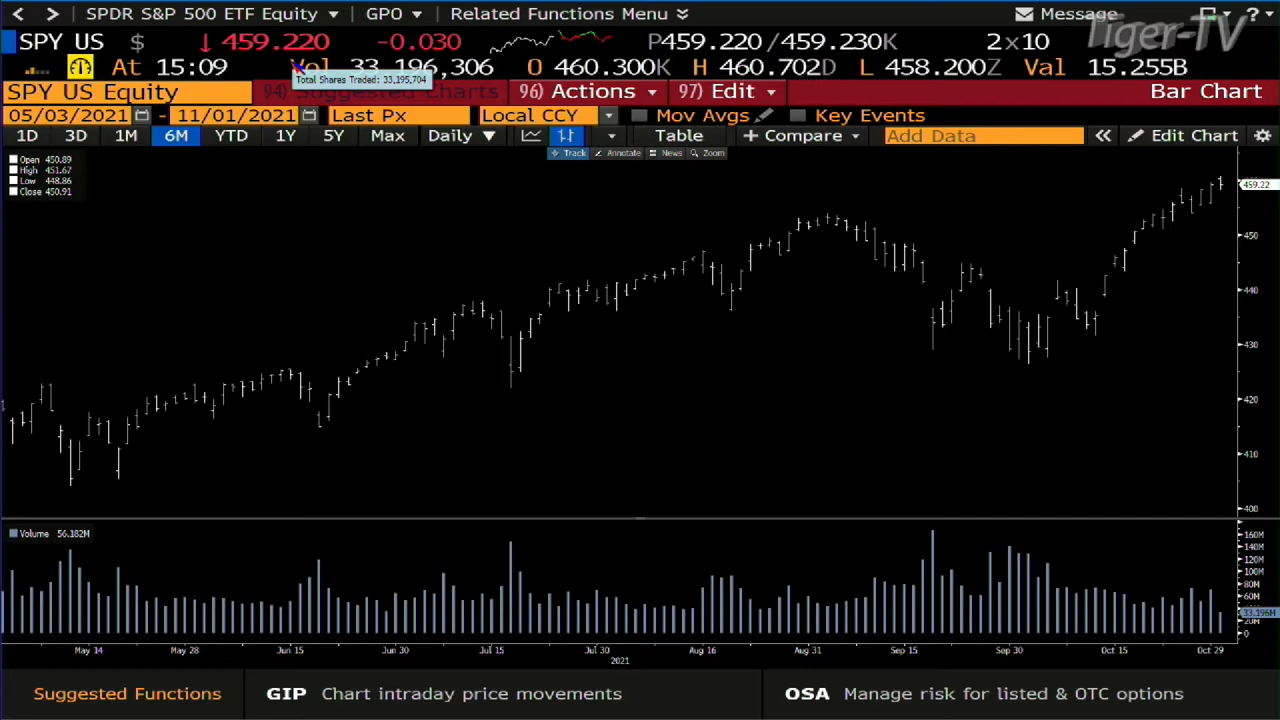 < > SPDR S&P 500 ETF Equity ▼ | GPO ▼ | Related Functions Menu Message ?
Tiger-TV
SPY US $ ↓ 459.220 -0.030 P459.220/459.230K 2×10
At 15:09 Vol 33,196,306 O 460.300K H 460.702D L 458.200Z Val 15.255B
Total Shares Traded: 33,195,704
SPY US Equity 94) Suggested Charts 96) Actions 97) Edit Bar Chart
05/03/2021 - 11/01/2021 Last Px Local CCY Mov Avgs Key Events
1D 3D 1M 6M YTD 1Y 5Y Max Daily ▼ Table + Compare Add Data « Edit Chart
Track Annotate News Zoom
Open 450.89
High 451.67
Low 448.86
Close 450.91
459.22
450
440
430
420
410
400
Volume 56.182M
160M
140M
120M
100M
80M
60M
33.196M
20M
0
May 14 May 28 Jun 15 Jun 30 Jul 15 Jul 30 Aug 16 Aug 31 Sep 15 Sep 30 Oct 15 Oct 29
2021
Suggested Functions GIP Chart intraday price movements OSA Manage risk for listed & OTC options